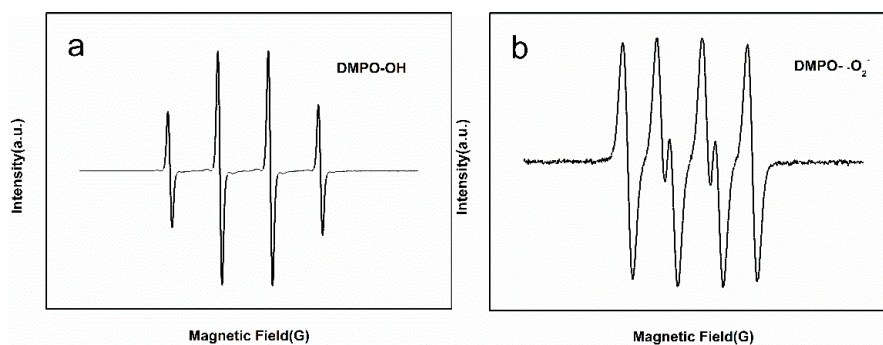 a
DMPO-OH
Intensity(a.u.)
Magnetic Field(G)
b
DMPO- ·O₂⁻
Intensity(a.u.)
Magnetic Field(G)